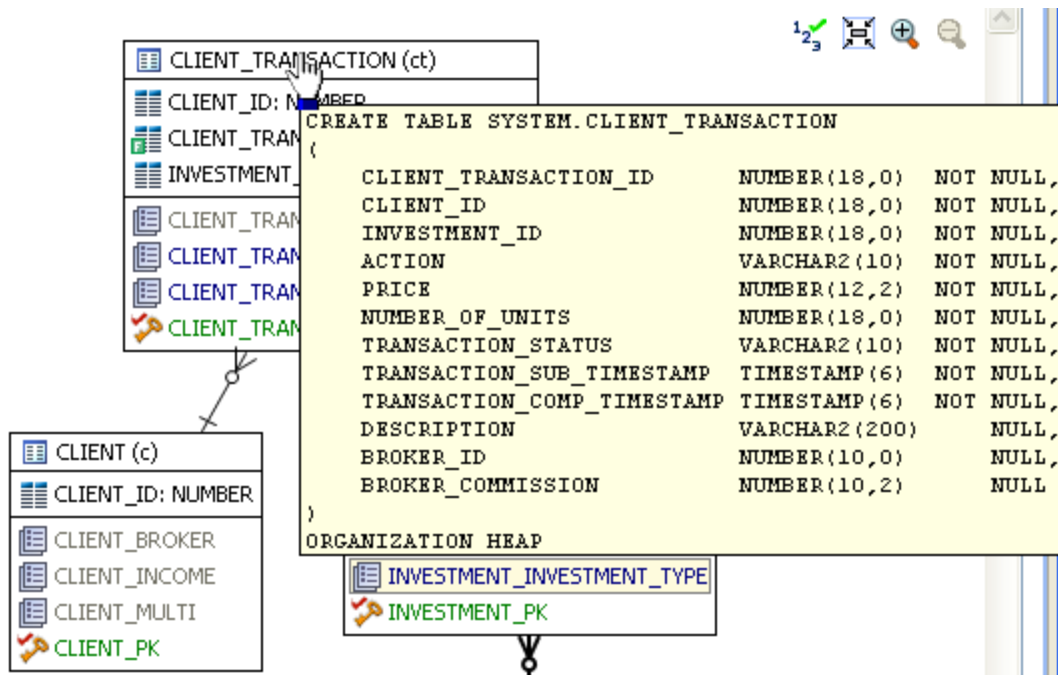 1 2 3
CLIENT_TRANSACTION (ct)
CLIENT_ID: NUMBER
CLIENT_TRAN
INVESTMENT_
CLIENT_TRAN
CLIENT_TRAN
CLIENT_TRAN
CLIENT_TRAN
CREATE TABLE SYSTEM.CLIENT_TRANSACTION
(
CLIENT_TRANSACTION_ID NUMBER(18,0) NOT NULL,
CLIENT_ID NUMBER(18,0) NOT NULL,
INVESTMENT_ID NUMBER(18,0) NOT NULL,
ACTION VARCHAR2(10) NOT NULL,
PRICE NUMBER(12,2) NOT NULL,
NUMBER_OF_UNITS NUMBER(18,0) NOT NULL,
TRANSACTION_STATUS VARCHAR2(10) NOT NULL,
TRANSACTION_SUB_TIMESTAMP TIMESTAMP(6) NOT NULL,
TRANSACTION_COMP_TIMESTAMP TIMESTAMP(6) NOT NULL,
DESCRIPTION VARCHAR2(200) NULL,
BROKER_ID NUMBER(10,0) NULL,
BROKER_COMMISSION NUMBER(10,2) NULL
)
ORGANIZATION HEAP
CLIENT (c)
CLIENT_ID: NUMBER
CLIENT_BROKER
CLIENT_INCOME
CLIENT_MULTI
CLIENT_PK
INVESTMENT_INVESTMENT_TYPE
INVESTMENT_PK